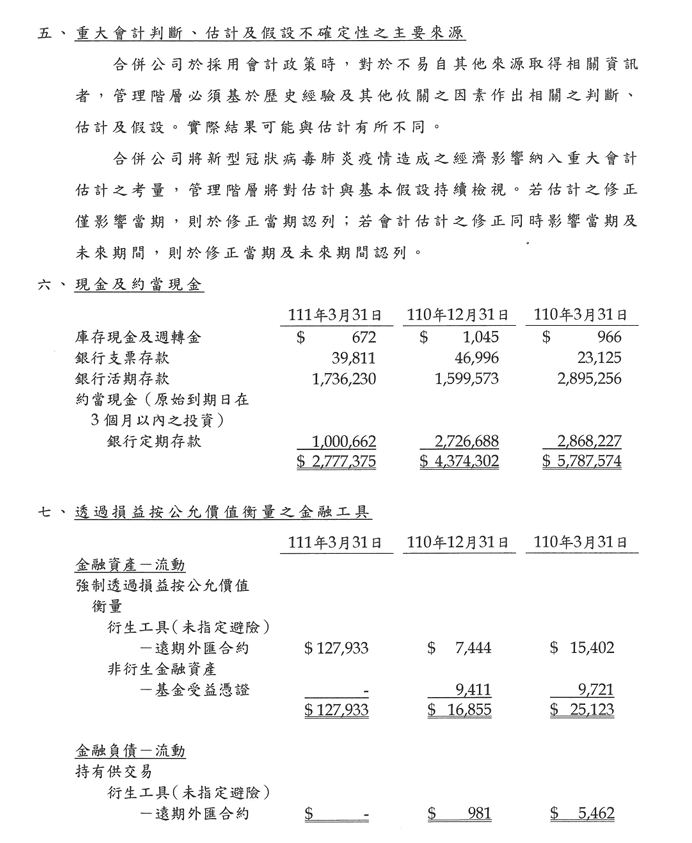 五、重大會計判斷、估計及假設不確定性之主要來源
合併公司於採用會計政策時，對於不易自其他來源取得相關資訊
者，管理階層必須基於歷史經驗及其他攸關之因素作出相關之判斷、
估計及假設。實際結果可能與估計有所不同。
合併公司將新型冠狀病毒肺炎疫情造成之經濟影響納入重大會計
估計之考量，管理階層將對估計與基本假設持續檢視。若估計之修正
僅影響當期，則於修正當期認列；若會計估計之修正同時影響當期及
未來期間，則於修正當期及未來期間認列。
六、現金及約當現金
111年3月31日 110年12月31日 110年3月31日
庫存現金及週轉金 $ 672 $ 1,045 $ 966
銀行支票存款 39,811 46,996 23,125
銀行活期存款 1,736,230 1,599,573 2,895,256
約當現金（原始到期日在
3個月以內之投資）
銀行定期存款 1,000,662 2,726,688 2,868,227
$ 2,777,375 $ 4,374,302 $ 5,787,574
七、透過損益按公允價值衡量之金融工具
111年3月31日 110年12月31日 110年3月31日
金融資產－流動
強制透過損益按公允價值
衡量
衍生工具（未指定避險）
－遠期外匯合約 $ 127,933 $ 7,444 $ 15,402
非衍生金融資產
－基金受益憑證 - 9,411 9,721
$ 127,933 $ 16,855 $ 25,123
金融負債－流動
持有供交易
衍生工具（未指定避險）
－遠期外匯合約 $ - $ 981 $ 5,462